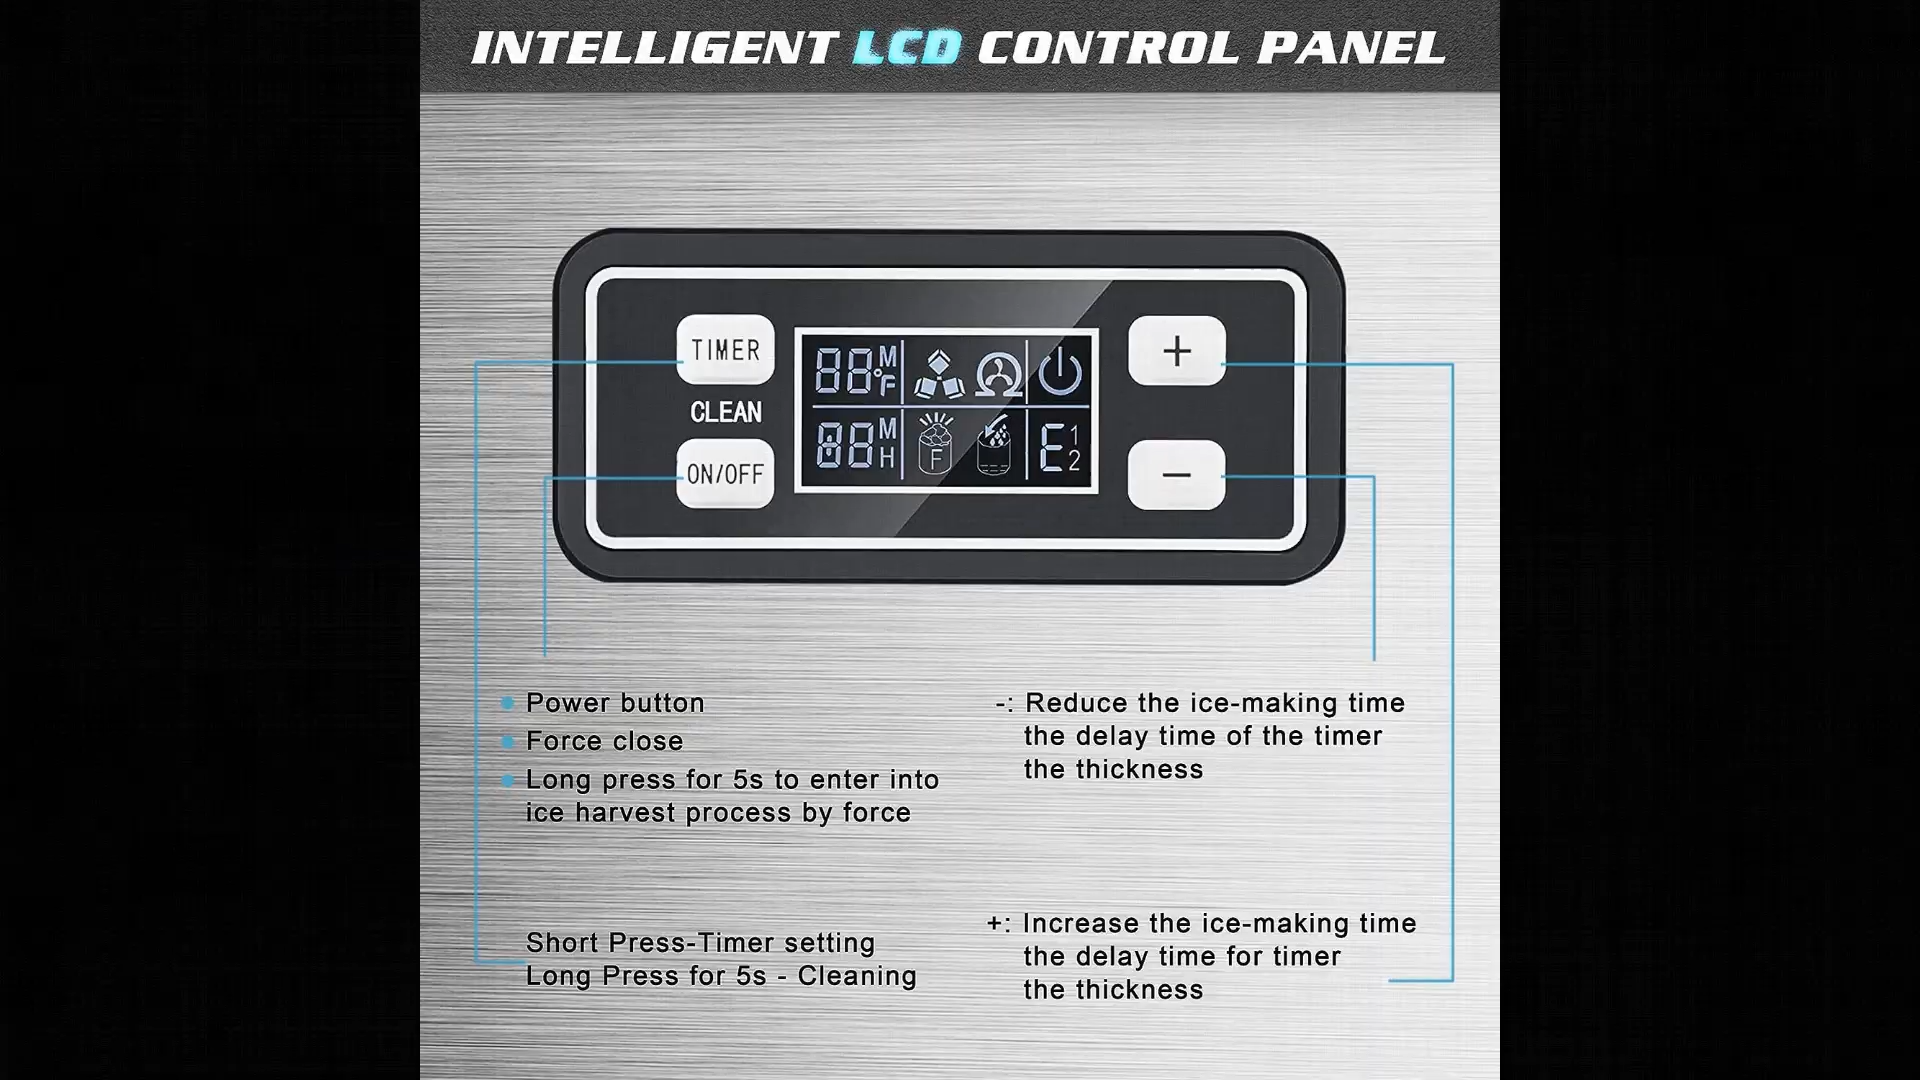 INTELLIGENT LCD CONTROL PANEL
TIMER
CLEAN
ON/OFF
88 M °F
88 M H
F
E 1 2
+
-
Power button
Force close
Long press for 5s to enter into
ice harvest process by force
-: Reduce the ice-making time
the delay time of the timer
the thickness
Short Press-Timer setting
Long Press for 5s - Cleaning
+: Increase the ice-making time
the delay time for timer
the thickness